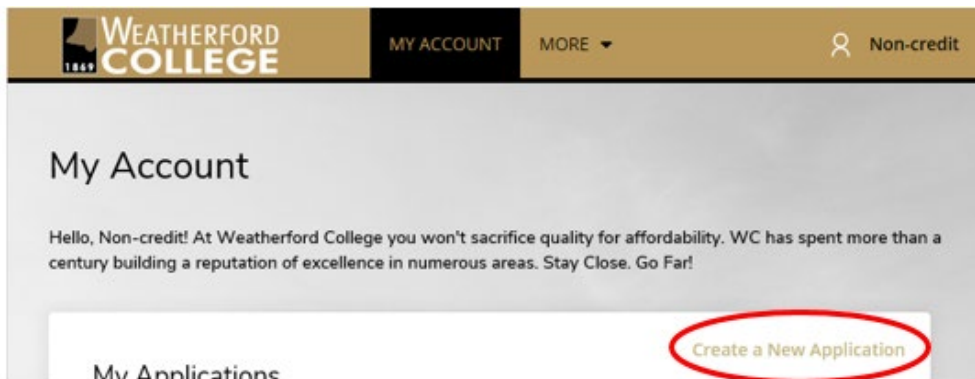 WEATHERFORD
1869 COLLEGE
MY ACCOUNT MORE Non-credit
My Account
Hello, Non-credit! At Weatherford College you won't sacrifice quality for affordability. WC has spent more than a
century building a reputation of excellence in numerous areas. Stay Close. Go Far!
Create a New Application
My Applications